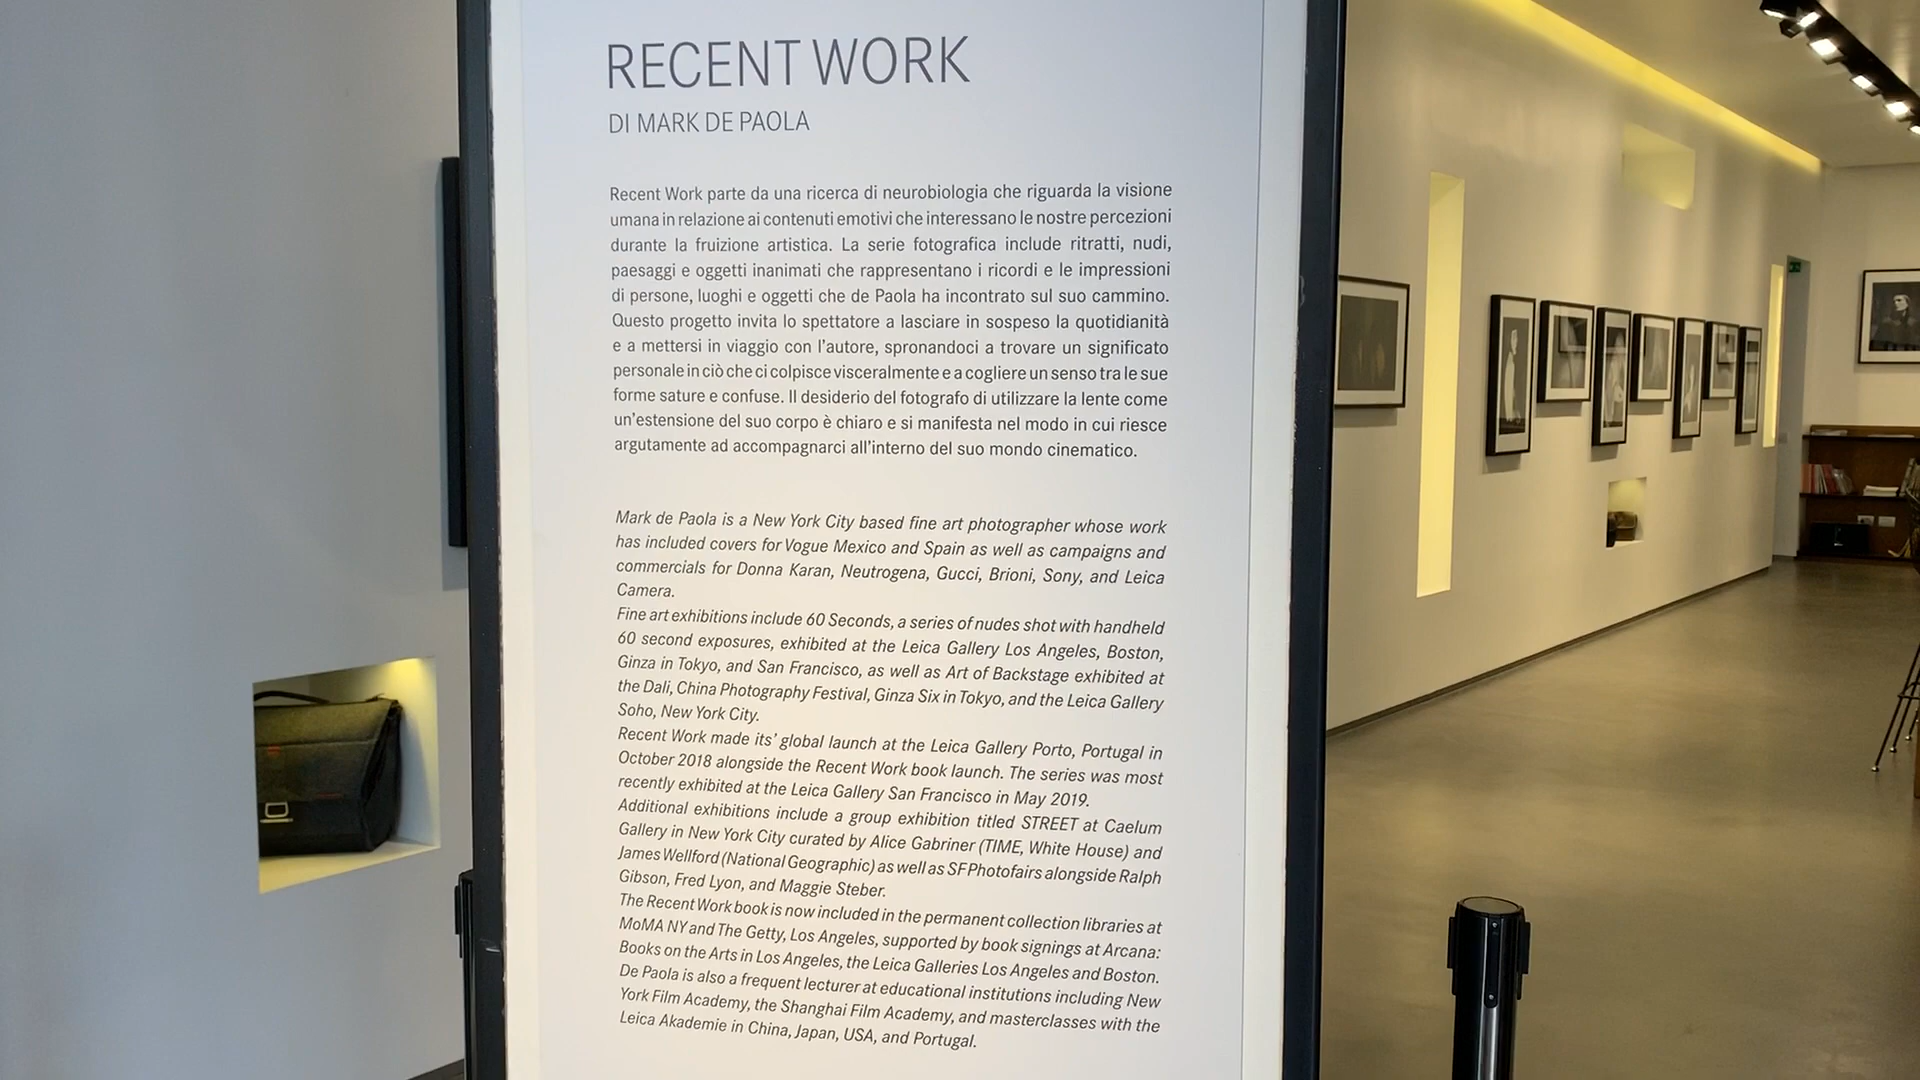 RECENT WORK
DI MARK DE PAOLA
Recent Work parte da una ricerca di neurobiologia che riguarda la visione
umana in relazione ai contenuti emotivi che interessano le nostre percezioni
durante la fruizione artistica. La serie fotografica include ritratti, nudi,
paesaggi e oggetti inanimati che rappresentano i ricordi e le impressioni
di persone, luoghi e oggetti che de Paola ha incontrato sul suo cammino.
Questo progetto invita lo spettatore a lasciare in sospeso la quotidianità
e a mettersi in viaggio con l'autore, spronandoci a trovare un significato
personale in ciò che ci colpisce visceralmente e a cogliere un senso tra le sue
forme sature e confuse. Il desiderio del fotografo di utilizzare la lente come
un'estensione del suo corpo è chiaro e si manifesta nel modo in cui riesce
argutamente ad accompagnarci all'interno del suo mondo cinematico.
Mark de Paola is a New York City based fine art photographer whose work
has included covers for Vogue Mexico and Spain as well as campaigns and
commercials for Donna Karan, Neutrogena, Gucci, Brioni, Sony, and Leica
Camera.
Fine art exhibitions include 60 Seconds, a series of nudes shot with handheld
60 second exposures, exhibited at the Leica Gallery Los Angeles, Boston,
Ginza in Tokyo, and San Francisco, as well as Art of Backstage exhibited at
the Dali, China Photography Festival, Ginza Six in Tokyo, and the Leica Gallery
Soho, New York City.
Recent Work made its' global launch at the Leica Gallery Porto, Portugal in
October 2018 alongside the Recent Work book launch. The series was most
recently exhibited at the Leica Gallery San Francisco in May 2019.
Additional exhibitions include a group exhibition titled STREET at Caelum
Gallery in New York City curated by Alice Gabriner (TIME, White House) and
James Wellford (National Geographic) as well as SF Photofairs alongside Ralph
Gibson, Fred Lyon, and Maggie Steber.
The Recent Work book is now included in the permanent collection libraries at
MoMA NY and The Getty, Los Angeles, supported by book signings at Arcana:
Books on the Arts in Los Angeles, the Leica Galleries Los Angeles and Boston.
De Paola is also a frequent lecturer at educational institutions including New
York Film Academy, the Shanghai Film Academy, and masterclasses with the
Leica Akademie in China, Japan, USA, and Portugal.